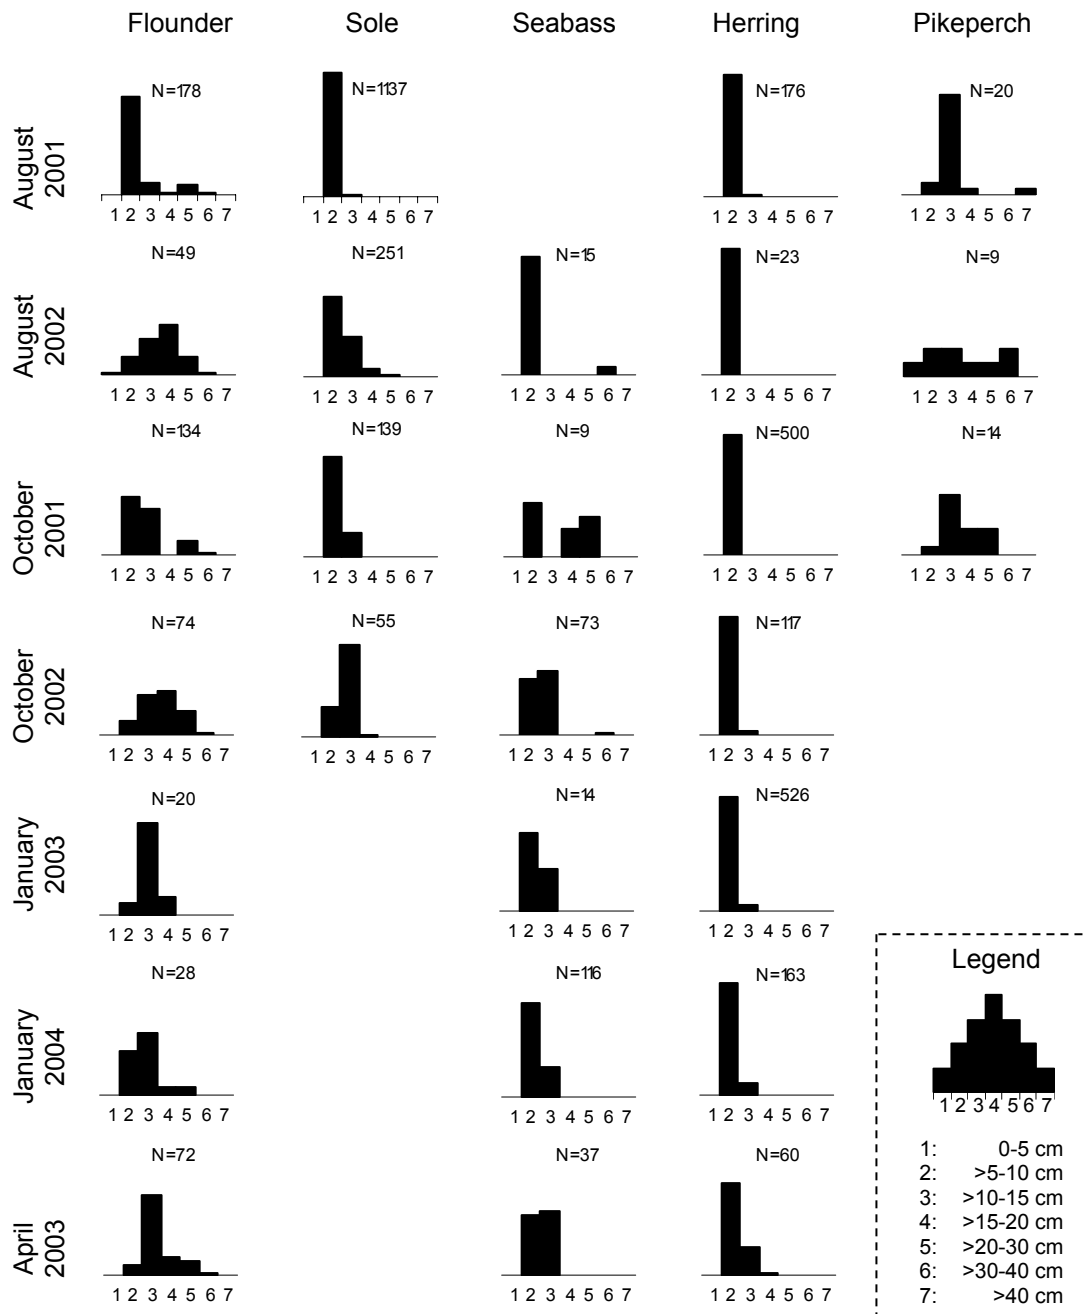 Flounder Sole Seabass Herring Pikeperch
August 2001
N=178 N=1137 N=176 N=20
1 2 3 4 5 6 7 1 2 3 4 5 6 7 1 2 3 4 5 6 7 1 2 3 4 5 6 7
August 2002
N=49 N=251 N=15 N=23 N=9
1 2 3 4 5 6 7 1 2 3 4 5 6 7 1 2 3 4 5 6 7 1 2 3 4 5 6 7 1 2 3 4 5 6 7
October 2001
N=134 N=139 N=9 N=500 N=14
1 2 3 4 5 6 7 1 2 3 4 5 6 7 1 2 3 4 5 6 7 1 2 3 4 5 6 7 1 2 3 4 5 6 7
October 2002
N=74 N=55 N=73 N=117
1 2 3 4 5 6 7 1 2 3 4 5 6 7 1 2 3 4 5 6 7 1 2 3 4 5 6 7
January 2003
N=20 N=14 N=526
1 2 3 4 5 6 7 1 2 3 4 5 6 7 1 2 3 4 5 6 7
January 2004
N=28 N=116 N=163
1 2 3 4 5 6 7 1 2 3 4 5 6 7 1 2 3 4 5 6 7
April 2003
N=72 N=37 N=60
1 2 3 4 5 6 7 1 2 3 4 5 6 7 1 2 3 4 5 6 7
Legend
1 2 3 4 5 6 7
1: 0-5 cm
2: >5-10 cm
3: >10-15 cm
4: >15-20 cm
5: >20-30 cm
6: >30-40 cm
7: >40 cm